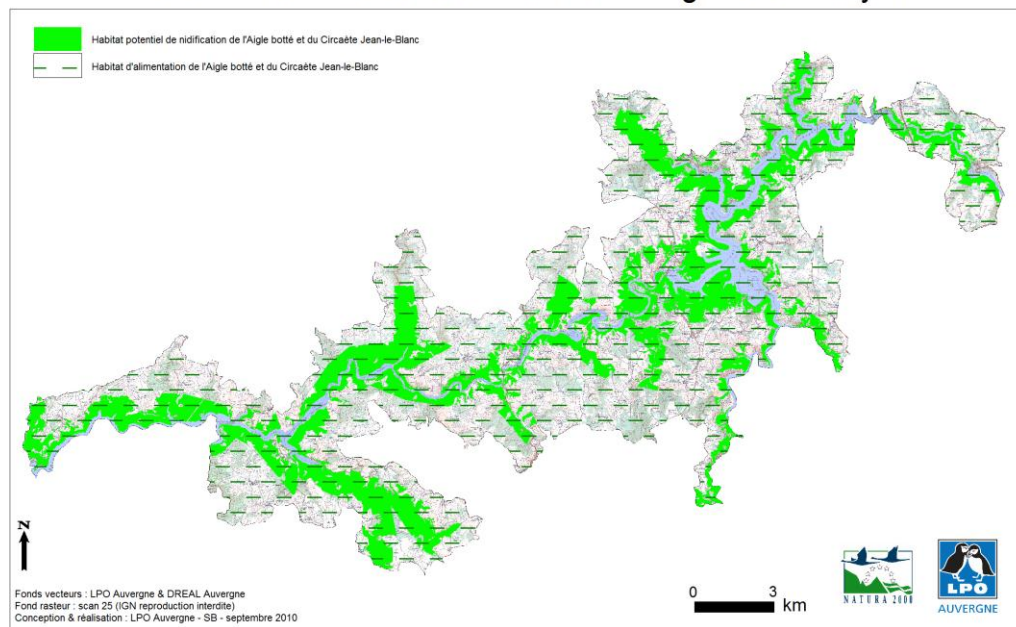 Habitat potentiel de nidification de l'Aigle botté et du Circaète Jean-le-Blanc
Habitat d'alimentation de l'Aigle botté et du Circaète Jean-le-Blanc
N
Fonds vecteurs : LPO Auvergne & DREAL Auvergne
Fond rasteur : scan 25 (IGN reproduction interdite)
Conception & réalisation : LPO Auvergne - SB - septembre 2010
0 3
km
NATURA 2000
LPO
AUVERGNE